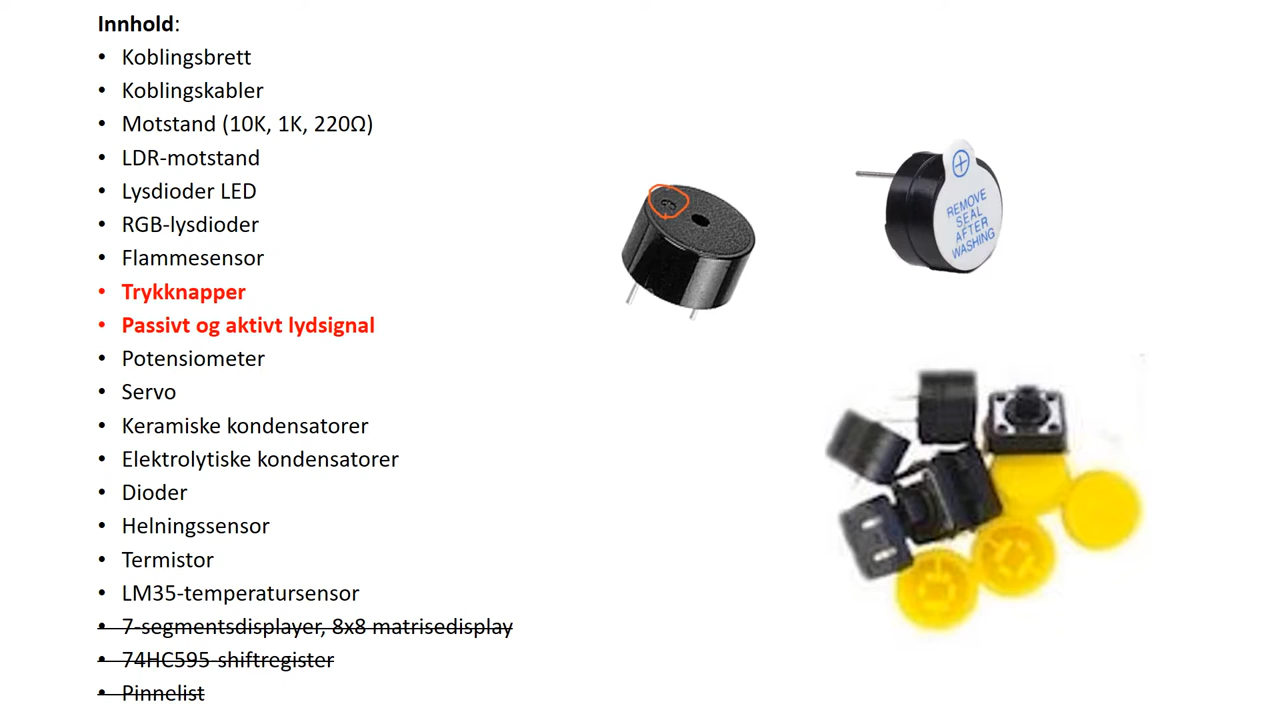 Innhold:
• Koblingsbrett
• Koblingskabler
• Motstand (10K, 1K, 220Ω)
• LDR-motstand
• Lysdioder LED
• RGB-lysdioder
• Flammesensor
• Trykknapper
• Passivt og aktivt lydsignal
• Potensiometer
• Servo
• Keramiske kondensatorer
• Elektrolytiske kondensatorer
• Dioder
• Helningssensor
• Termistor
• LM35-temperatursensor
• 7-segmentsdisplayer, 8x8 matrisedisplay
• 74HC595-shiftregister
• Pinnelist
REMOVE
SEAL
AFTER
WASHING